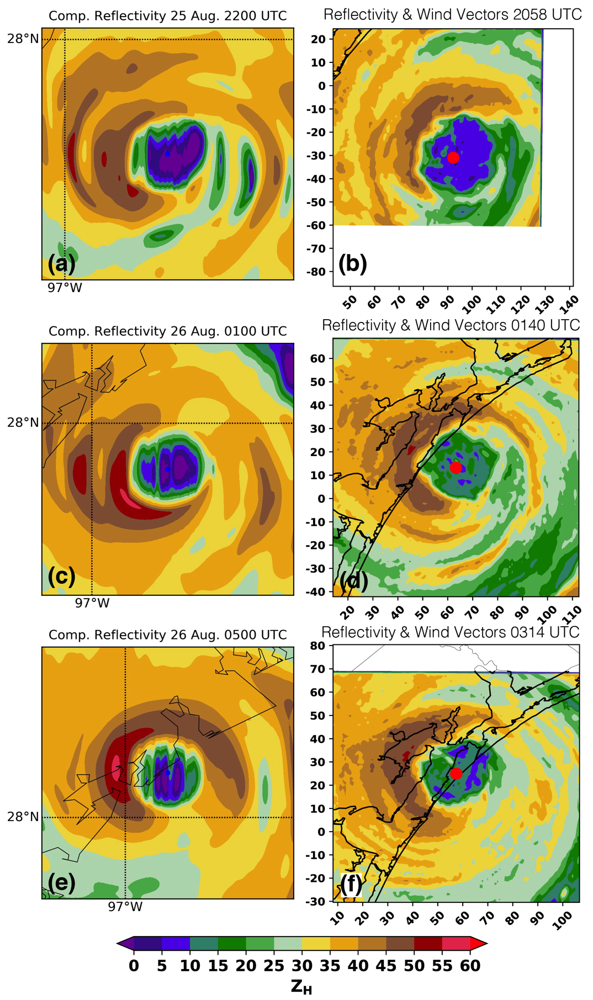 Comp. Reflectivity 25 Aug. 2200 UTC
28°N
(a)
97°W
Reflectivity & Wind Vectors 2058 UTC
20
10
0
-10
-20
-30
-40
-50
-60
-70
-80
(b)
50 60 70 80 90 100 110 120 130 140
Comp. Reflectivity 26 Aug. 0100 UTC
28°N
(c)
97°W
Reflectivity & Wind Vectors 0140 UTC
60
50
40
30
20
10
0
-10
-20
-30
-40
(d)
20 30 40 50 60 70 80 90 100 110
Comp. Reflectivity 26 Aug. 0500 UTC
28°N
(e)
97°W
Reflectivity & Wind Vectors 0314 UTC
80
70
60
50
40
30
20
10
0
-10
-20
-30
(f)
10 20 30 40 50 60 70 80 90 100
0 5 10 15 20 25 30 35 40 45 50 55 60
Z_H